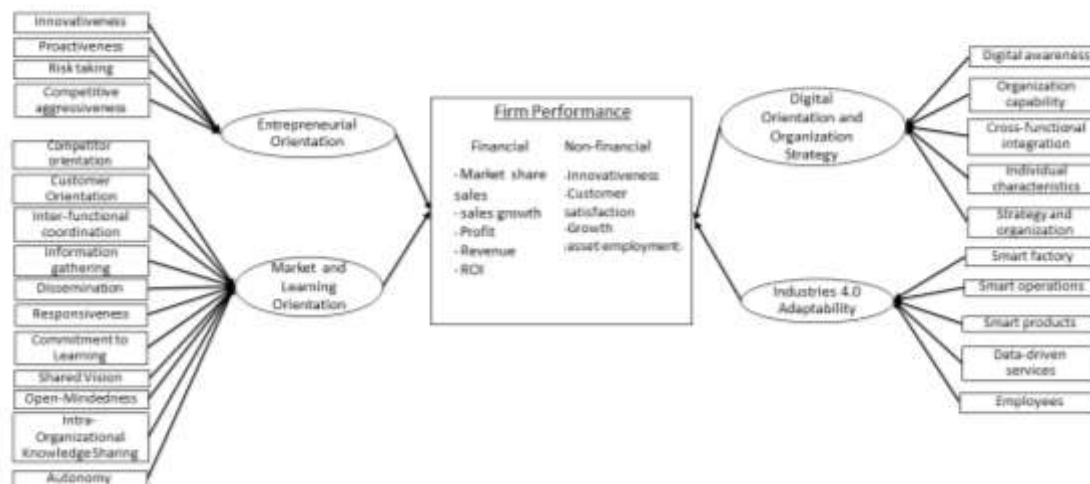 Innovativeness
Proactiveness
Risk taking
Competitive
aggressiveness
Entrepreneurial
Orientation
Competitor
orientation
Customer
Orientation
Inter-functional
coordination
Information
gathering
Dissemination
Responsiveness
Commitment to
Learning
Shared Vision
Open-Mindedness
Intra-
Organizational
Knowledge Sharing
Autonomy
Market and
Learning
Orientation
Firm Performance
Financial
-Market share
sales
-sales growth
-Profit
-Revenue
-ROI
Non-financial
-Innovativeness
-Customer
satisfaction
-Growth
-asset employment
Digital
Orientation and
Organization
Strategy
Industries 4.0
Adaptability
Digital awareness
Organization
capability
Cross-functional
integration
Individual
characteristics
Strategy and
organization
Smart factory
Smart operations
Smart products
Data-driven
services
Employees